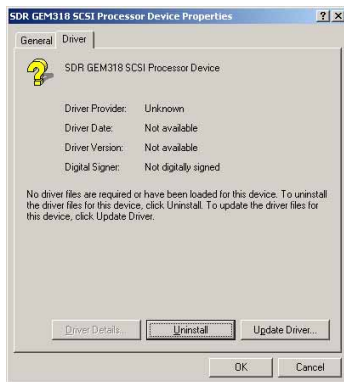 SDR GEM318 SCSI Processor Device Properties
General
Driver
SDR GEM318 SCSI Processor Device
Driver Provider: Unknown
Driver Date: Not available
Driver Version: Not available
Digital Signer: Not digitally signed
No driver files are required or have been loaded for this device. To uninstall
the driver files for this device, click Uninstall. To update the driver files for
this device, click Update Driver.
Driver Details...
Uninstall
Update Driver...
OK
Cancel